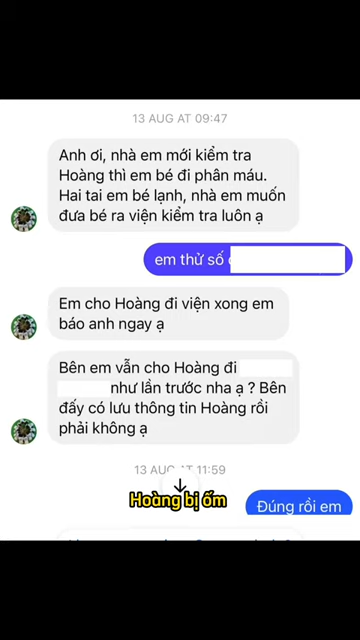 13 AUG AT 09:47
Anh ơi, nhà em mới kiểm tra
Hoàng thì em bé đi phân máu.
Hai tai em bé lạnh, nhà em muốn
đưa bé ra viện kiểm tra luôn ạ
em thử số
Em cho Hoàng đi viện xong em
báo anh ngay ạ
Bên em vẫn cho Hoàng đi
như lần trước nha ạ ? Bên
đấy có lưu thông tin Hoàng rồi
phải không ạ
13 AUG AT 11:59
Hoàng bị ốm
Đúng rồi em